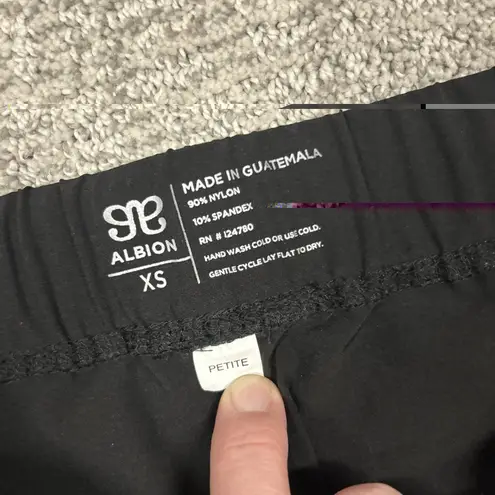 ALBION
XS
MADE IN GUATEMALA
90% NYLON
10% SPANDEX
RN # 124780
HAND WASH COLD OR USE COLD.
GENTLE CYCLE LAY FLAT TO DRY.
PETITE